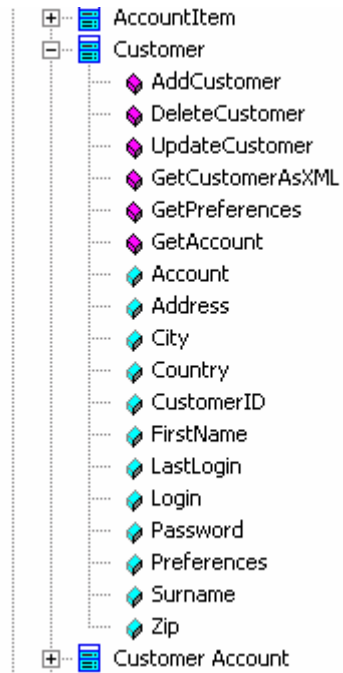 AccountItem
Customer
AddCustomer
DeleteCustomer
UpdateCustomer
GetCustomerAsXML
GetPreferences
GetAccount
Account
Address
City
Country
CustomerID
FirstName
LastLogin
Login
Password
Preferences
Surname
Zip
Customer Account